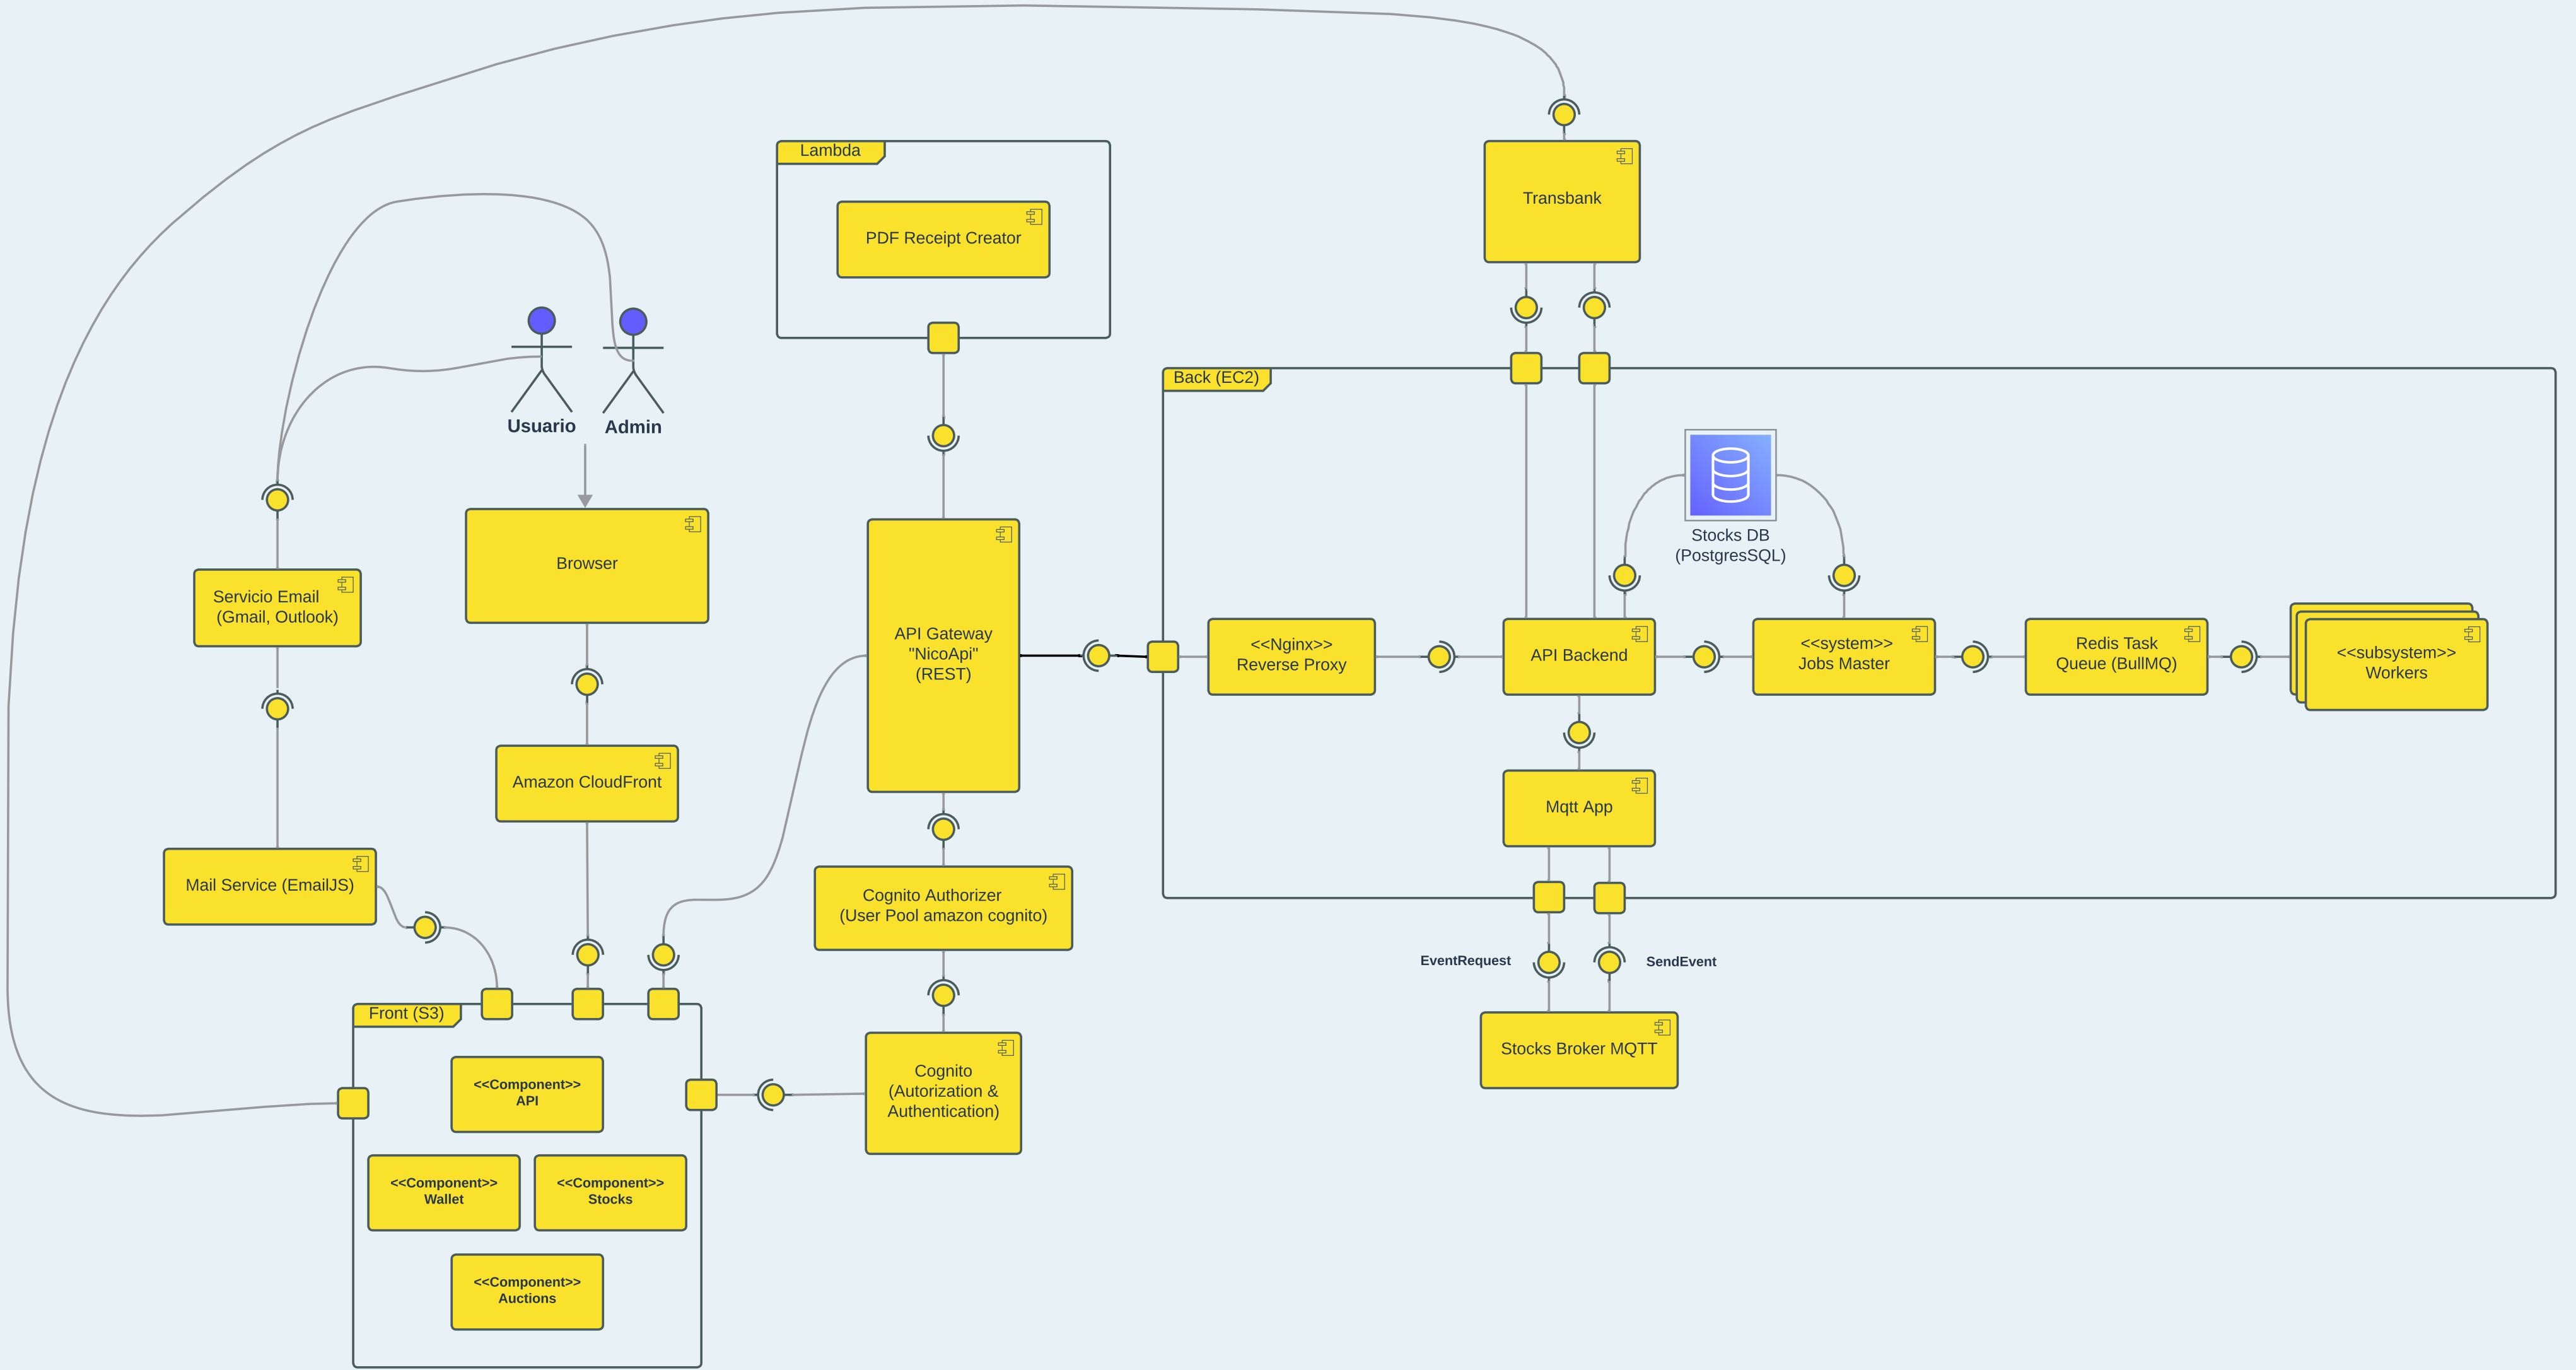 Lambda
PDF Receipt Creator
Transbank
Usuario
Admin
Back (EC2)
Stocks DB
(PostgresSQL)
Browser
Servicio Email
(Gmail, Outlook)
API Gateway
"NicoApi"
(REST)
<<Nginx>>
Reverse Proxy
API Backend
<<system>>
Jobs Master
Redis Task
Queue (BullMQ)
<<subsystem>>
Workers
Amazon CloudFront
Mqtt App
Mail Service (EmailJS)
Cognito Authorizer
(User Pool amazon cognito)
EventRequest
SendEvent
Stocks Broker MQTT
Front (S3)
Cognito
(Autorization &
Authentication)
<<Component>>
API
<<Component>>
Wallet
<<Component>>
Stocks
<<Component>>
Auctions